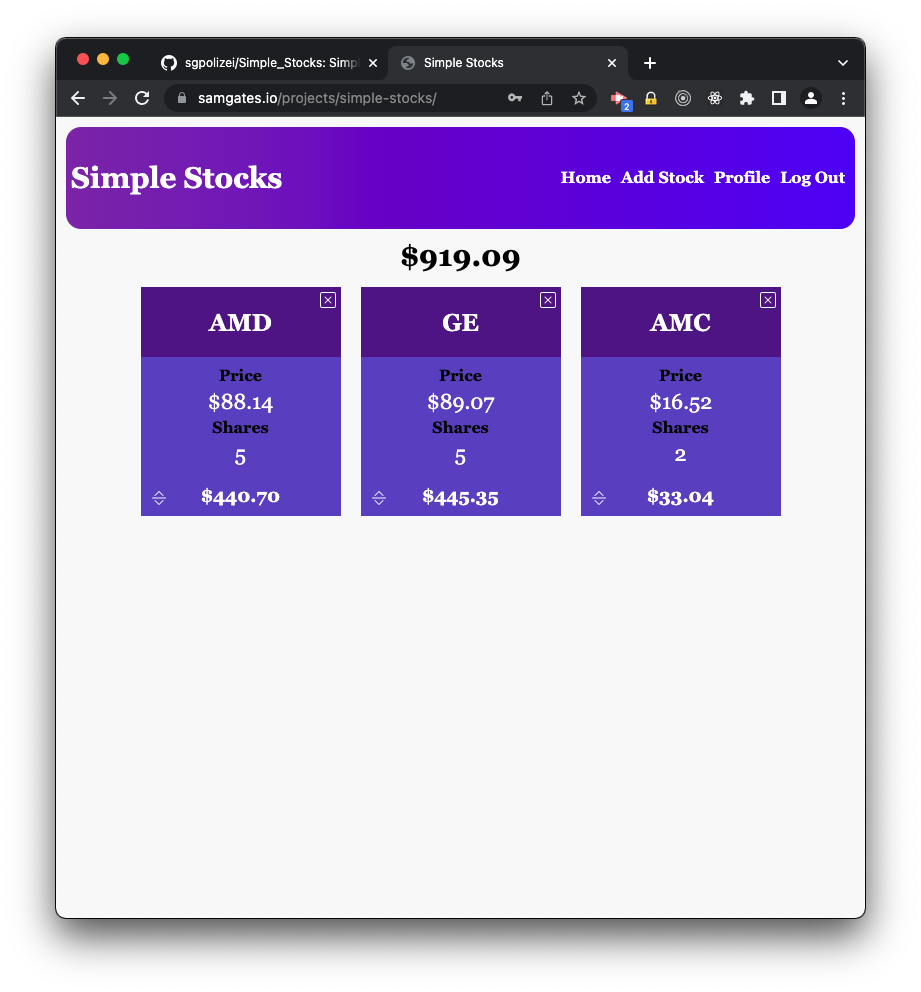 sgpolizei/Simple_Stocks: Simpl
Simple Stocks
samgates.io/projects/simple-stocks/
2
Simple Stocks
Home Add Stock Profile Log Out
$919.09
AMD GE AMC
Price Price Price
$88.14 $89.07 $16.52
Shares Shares Shares
5 5 2
$440.70 $445.35 $33.04